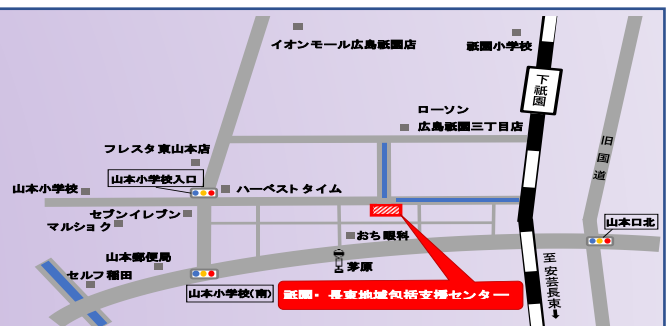 イオンモール広島祇園店
祇園小学校
下祇園
ローソン
広島祇園三丁目店
旧国道
フレスタ東山本店
山本小学校入口
山本小学校
ハーベストタイム
セブンイレブン
マルショク
おち眼科
山本口北
山本郵便局
茅原
至安芸長束↓
セルフ稲田
山本小学校(南)
祇園・長束地域包括支援センター